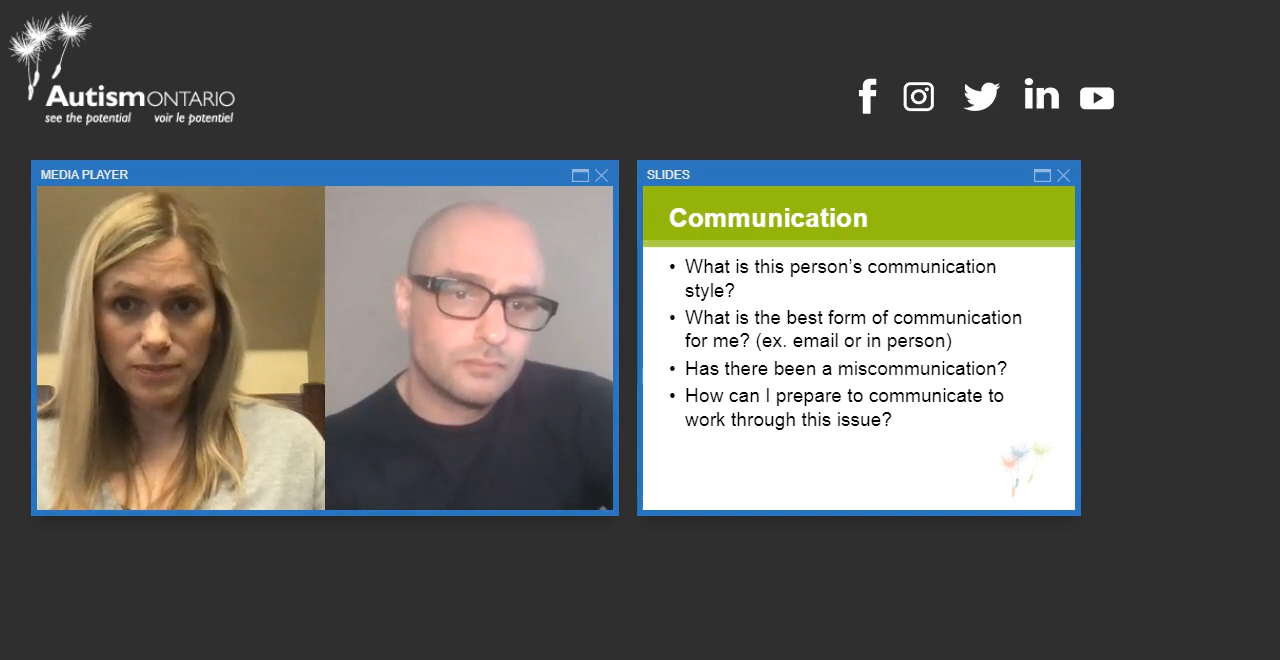 AutismONTARIO
see the potential voir le potentiel
MEDIA PLAYER
SLIDES
Communication
• What is this person’s communication
style?
• What is the best form of communication
for me? (ex. email or in person)
• Has there been a miscommunication?
• How can I prepare to communicate to
work through this issue?